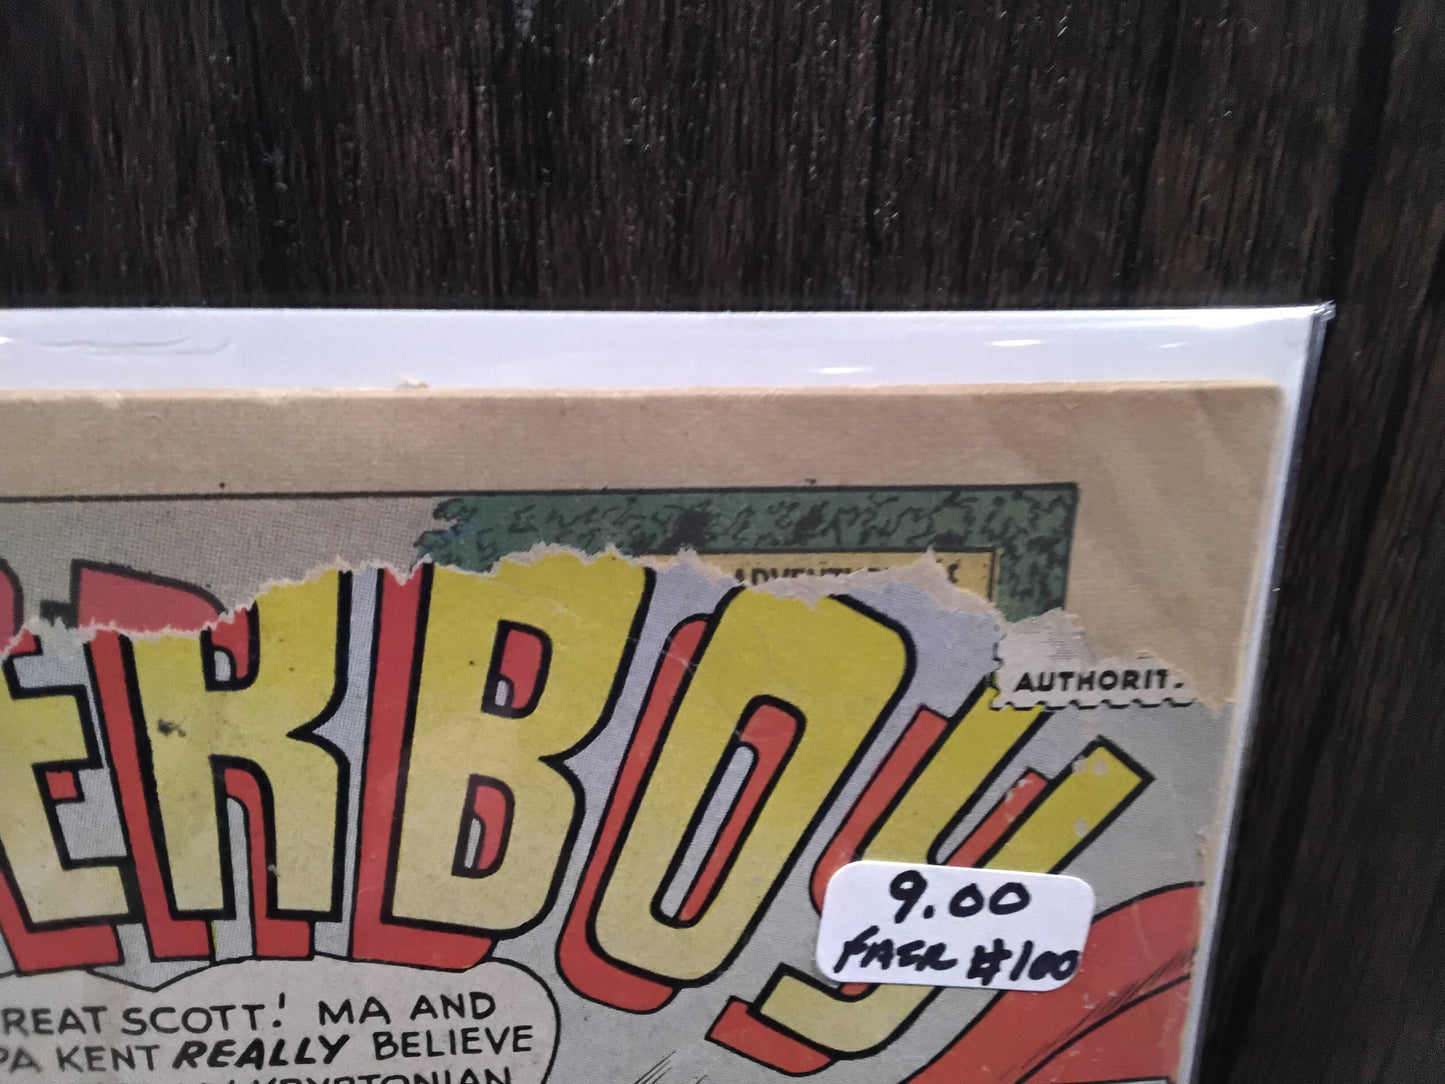 AUTHORIT
ERBOY
9.00
FAIR #100
REAT SCOTT! MA AND
PA KENT REALLY BELIEVE